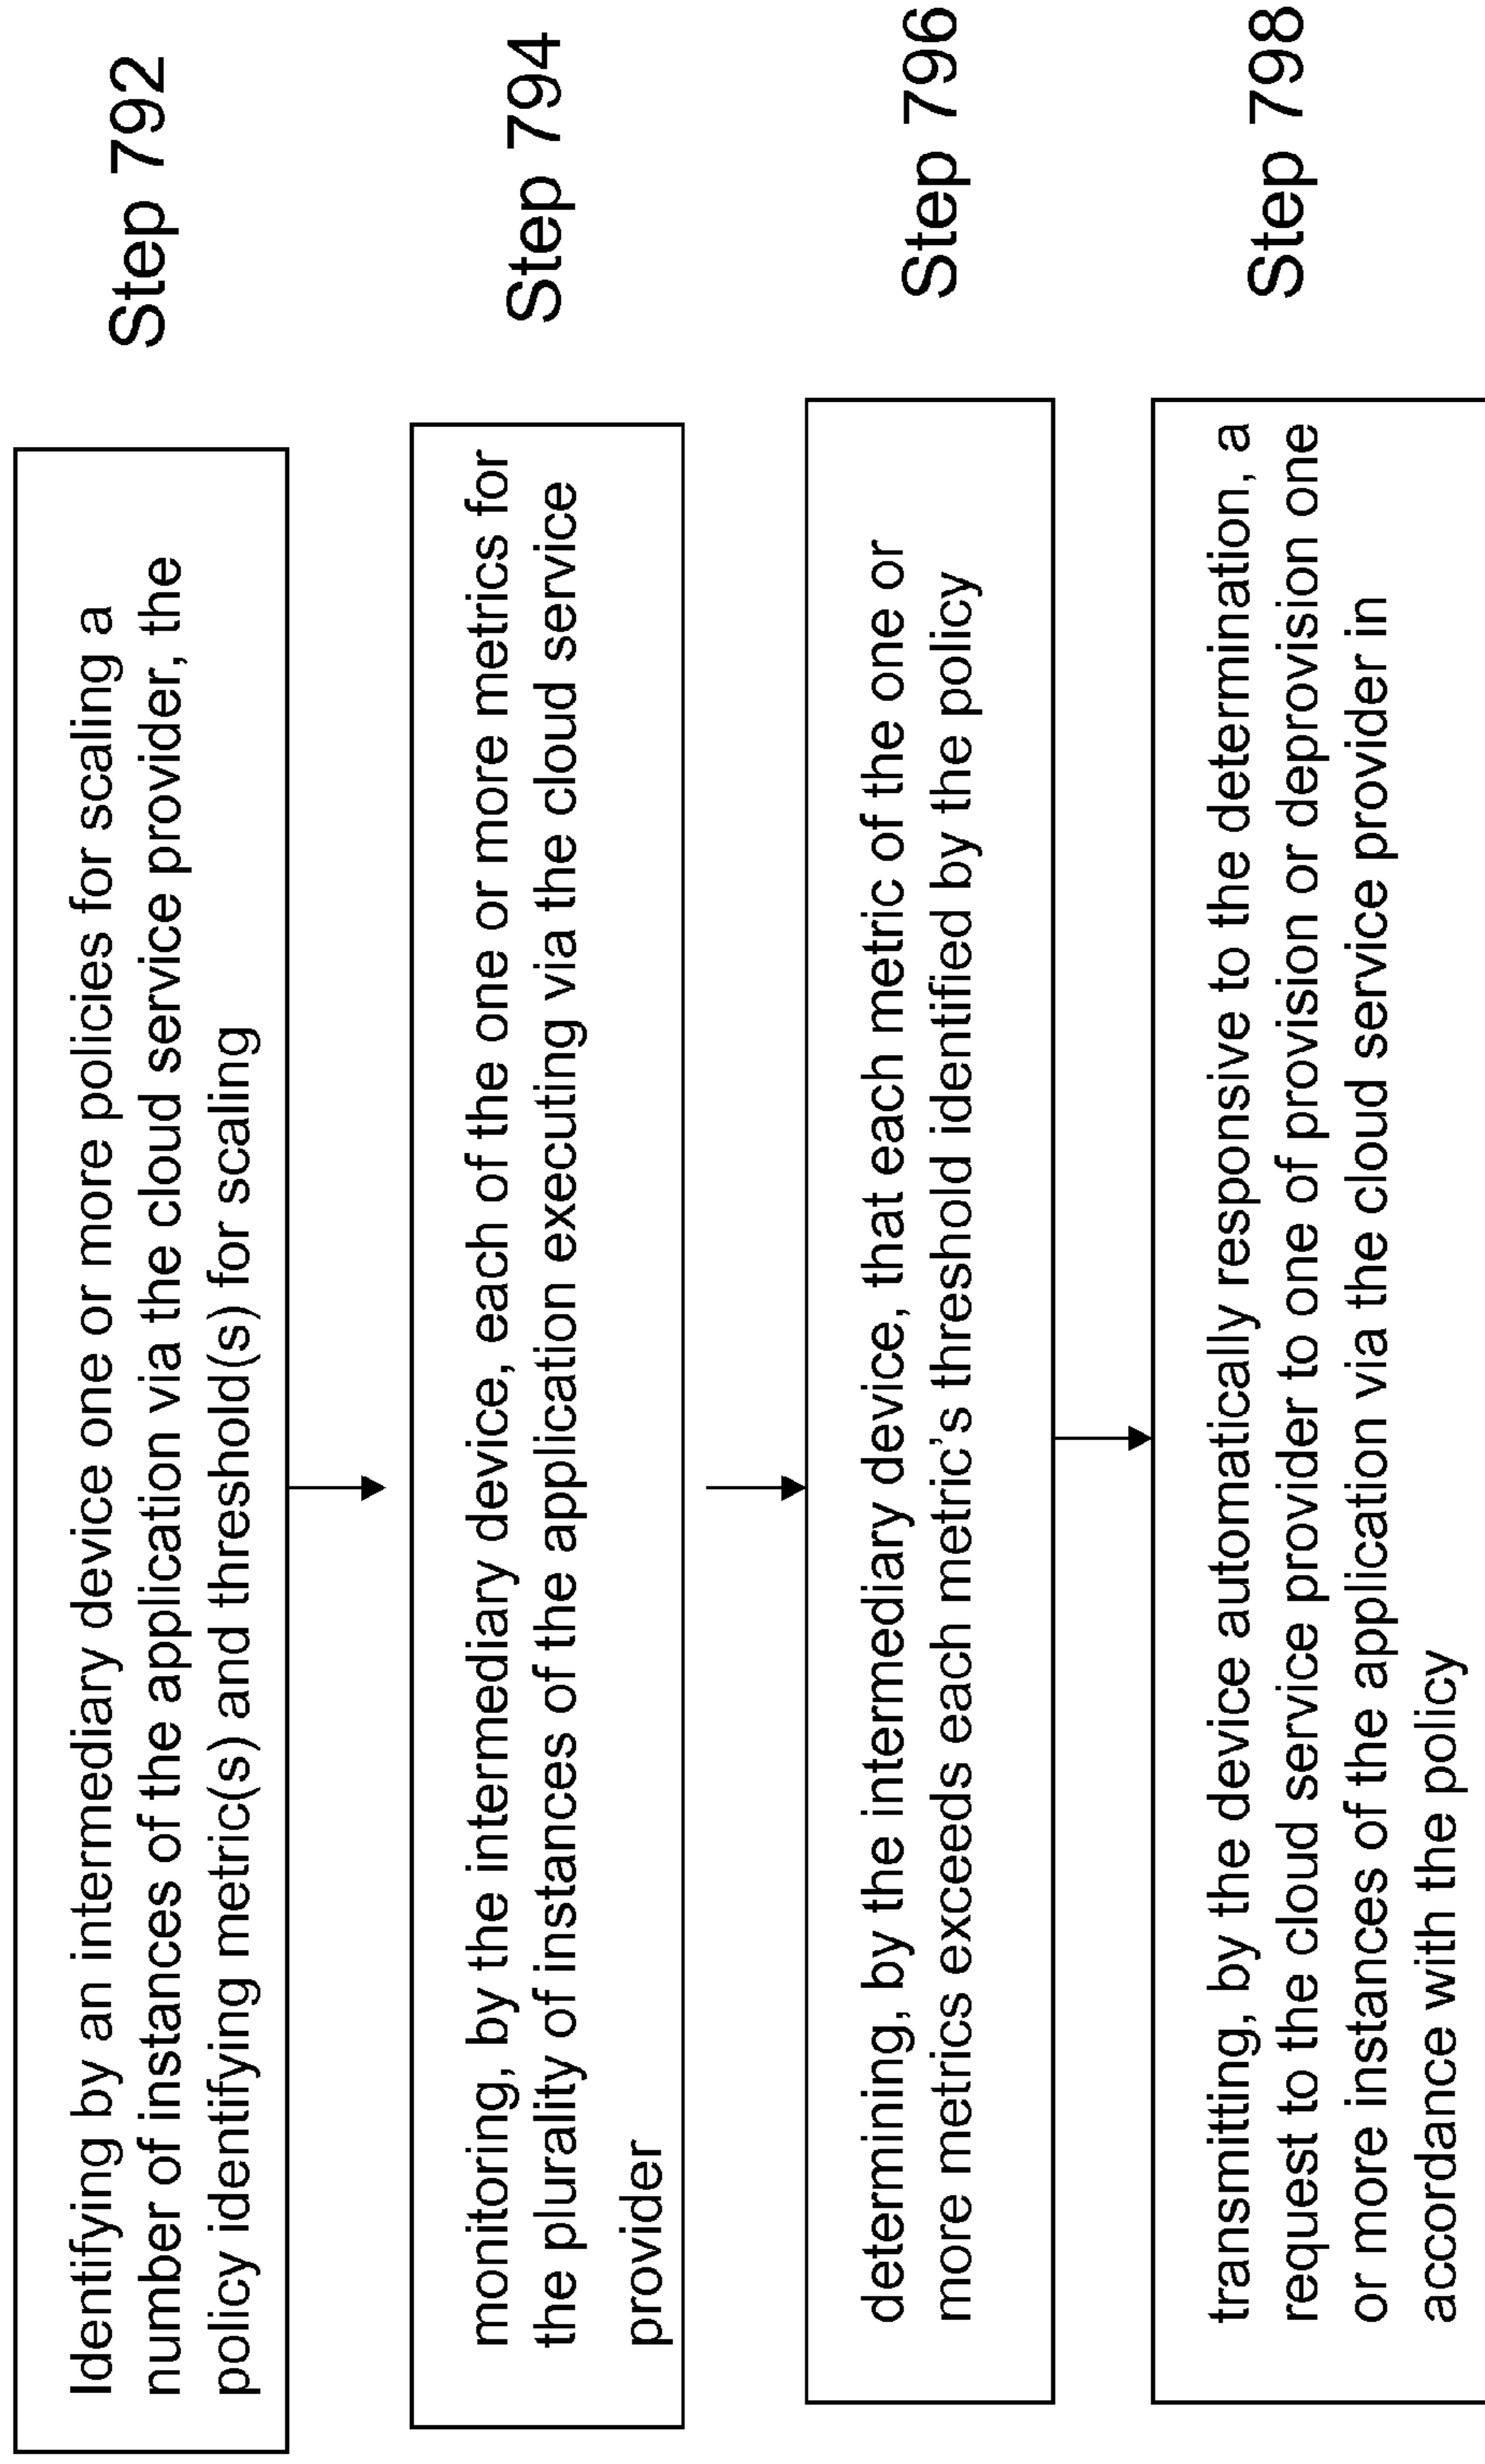 Identifying by an intermediary device one or more policies for scaling a
number of instances of the application via the cloud service provider, the
policy identifying metric(s) and threshold(s) for scaling
Step 792
monitoring, by the intermediary device, each of the one or more metrics for
the plurality of instances of the application executing via the cloud service
provider
Step 794
determining, by the intermediary device, that each metric of the one or
more metrics exceeds each metric's threshold identified by the policy
Step 796
transmitting, by the device automatically responsive to the determination, a
request to the cloud service provider to one of provision or deprovision one
or more instances of the application via the cloud service provider in
accordance with the policy
Step 798